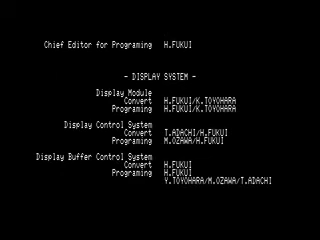 Chief Editor for Programing H.FUKUI
- DISPLAY SYSTEM -
Display Module
Convert H.FUKUI/K.TOYOHARA
Programing H.FUKUI/K.TOYOHARA
Display Control System
Convert T.ADACHI/H.FUKUI
Programing M.OZAWA/H.FUKUI
Display Buffer Control System
Convert H.FUKUI
Programing H.FUKUI
Y.TOYOHARA/M.OZAWA/T.ADACHI